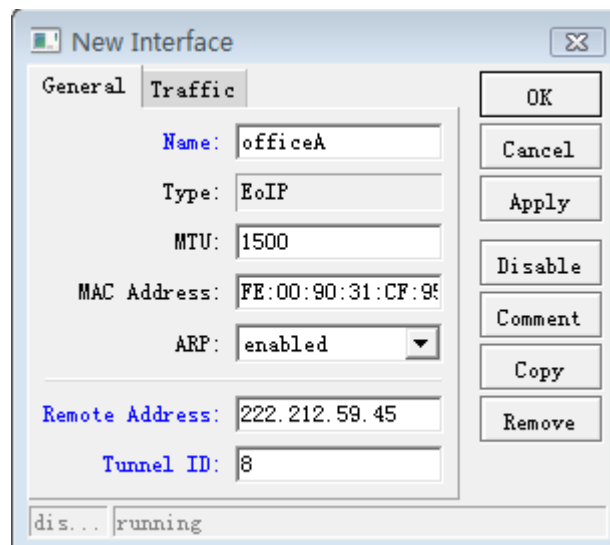 New Interface
General Traffic
Name: officeA
Type: EoIP
MTU: 1500
MAC Address: FE:00:90:31:CF:95
ARP: enabled
Remote Address: 222.212.59.45
Tunnel ID: 8
OK
Cancel
Apply
Disable
Comment
Copy
Remove
dis... running